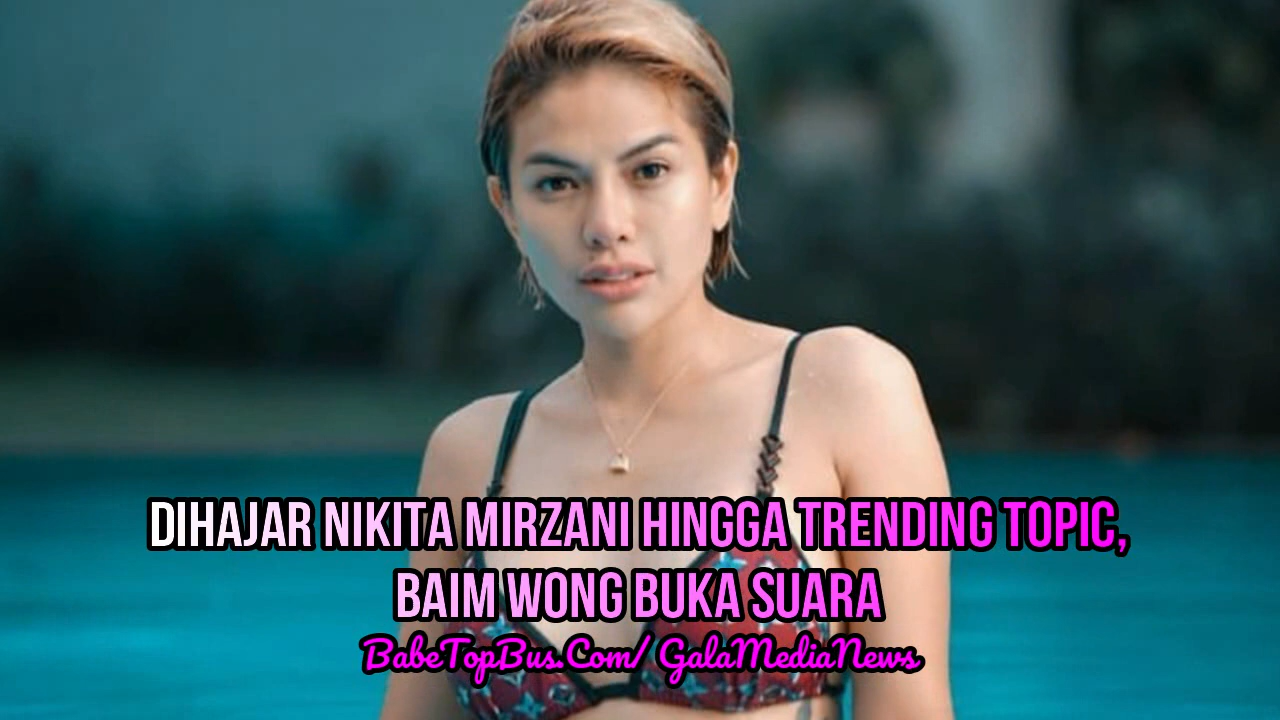 DIHAJAR NIKITA MIRZANI HINGGA TRENDING TOPIC,
BAIM WONG BUKA SUARA
BabeTopBus.Com/ GalaMediaNews